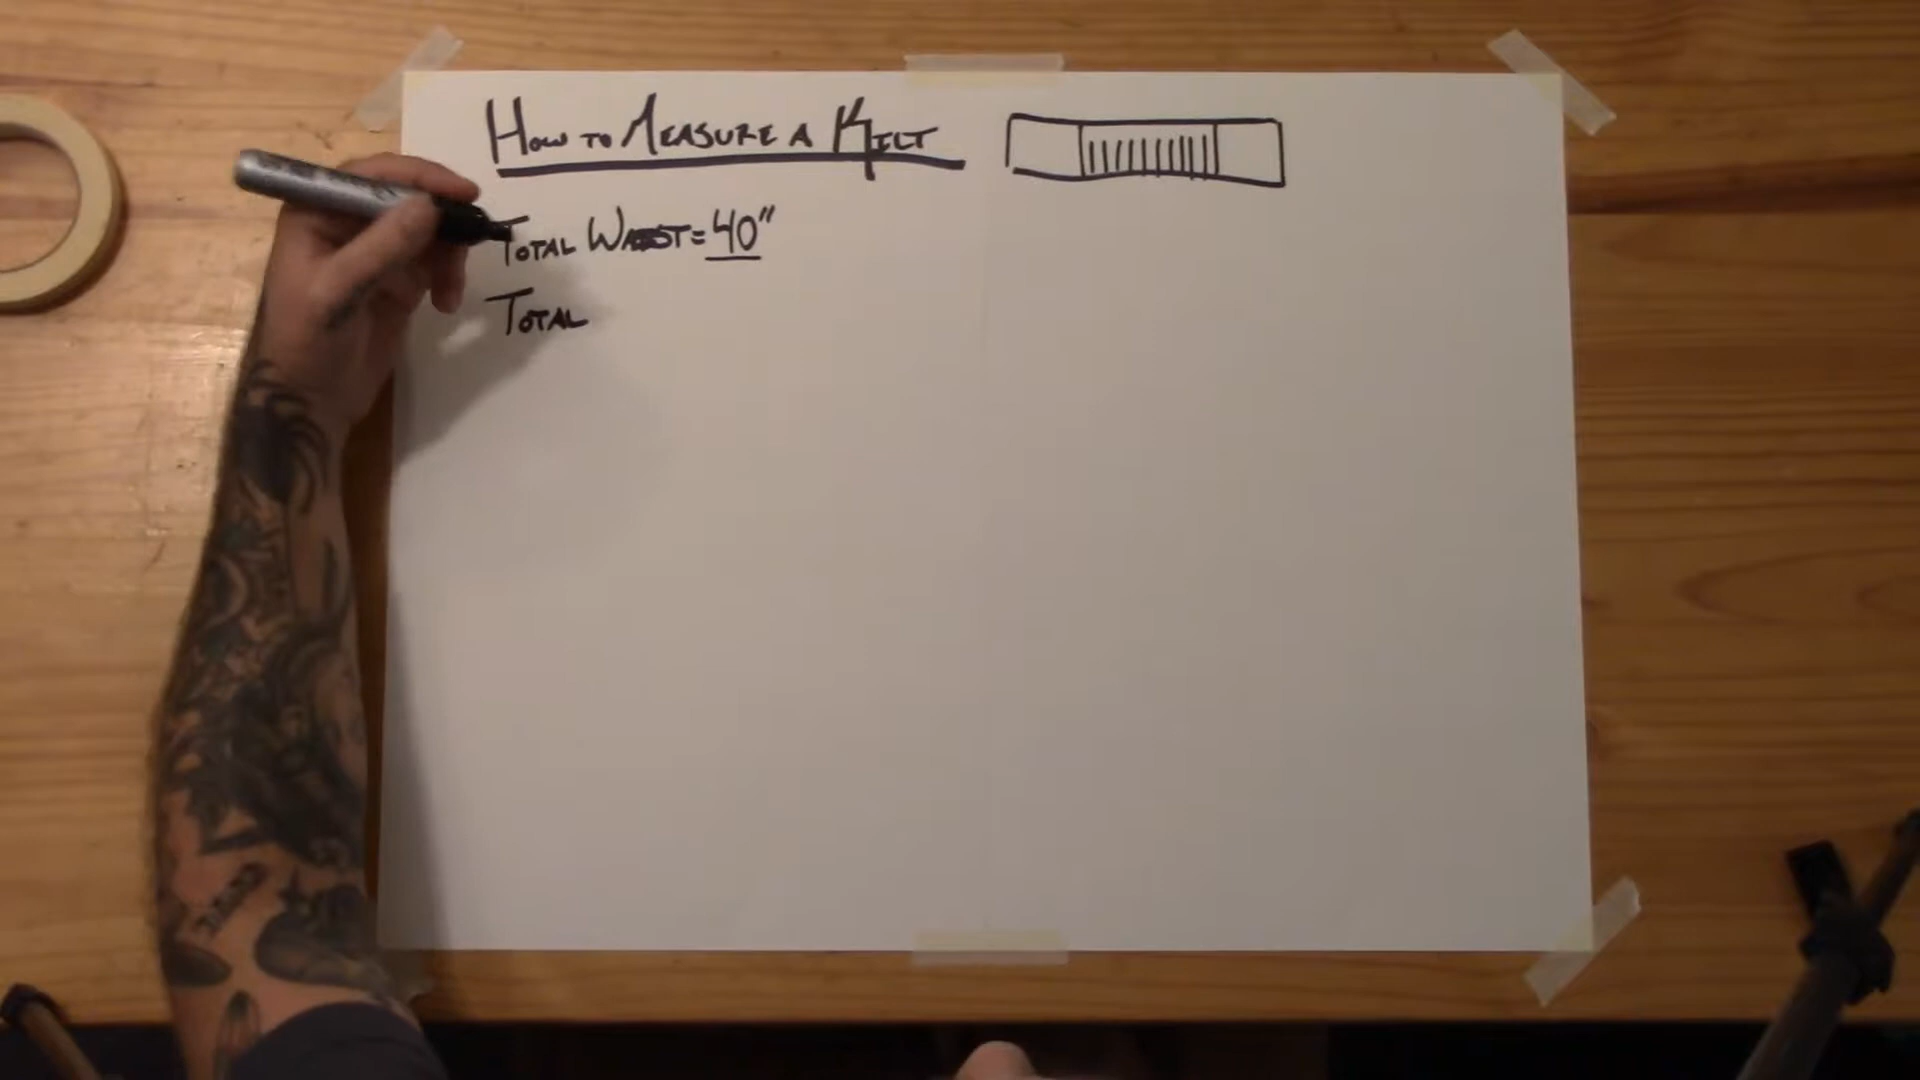 How to Measure a Kilt
Total Waist = 40"
Total